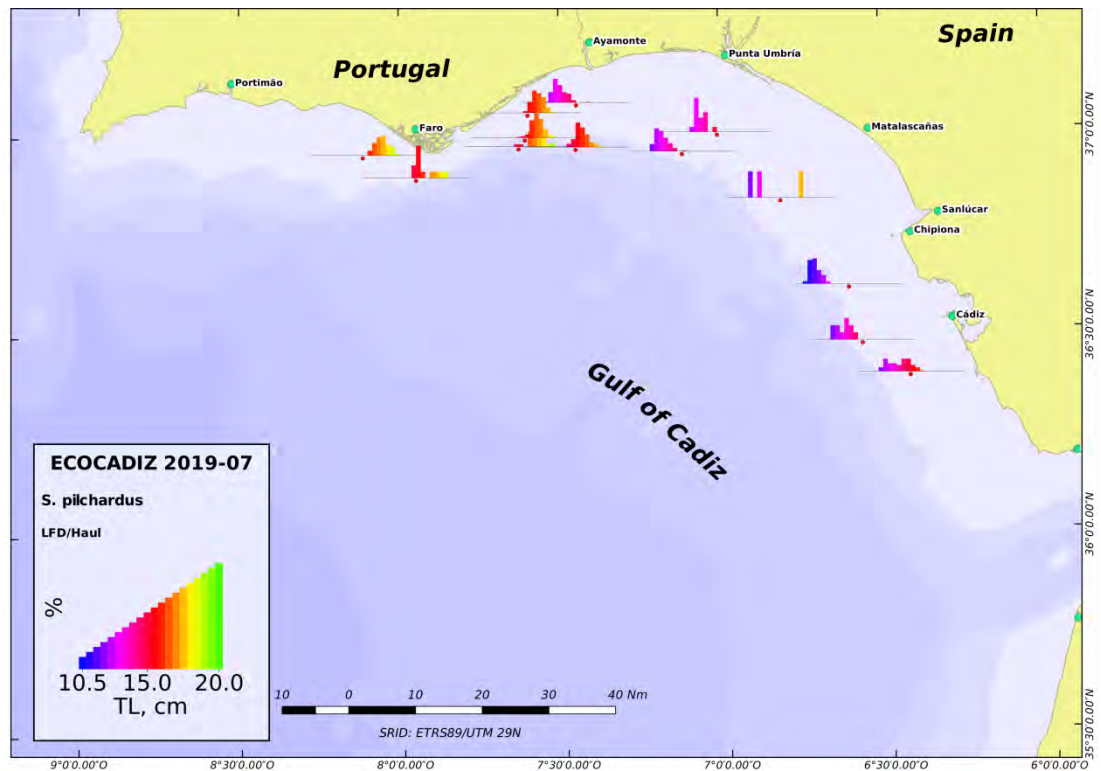 Spain
Portugal
Ayamonte
Punta Umbría
Portimão
Faro
Matalascañas
Sanlúcar
Chipiona
Cádiz
Gulf of Cadiz
37°0'0.00"N
36°30'0.00"N
36°0'0.00"N
35°30'0.00"N
ECOCADIZ 2019-07
S. pilchardus
LFD/Haul
%
10.5 15.0 20.0
TL, cm
10 0 10 20 30 40 Nm
SRID: ETRS89/UTM 29N
9°0'0.00"O 8°0'0.00"O 7°30'0.00"O 7°0'0.00"O 6°30'0.00"O 6°0'0.00"O